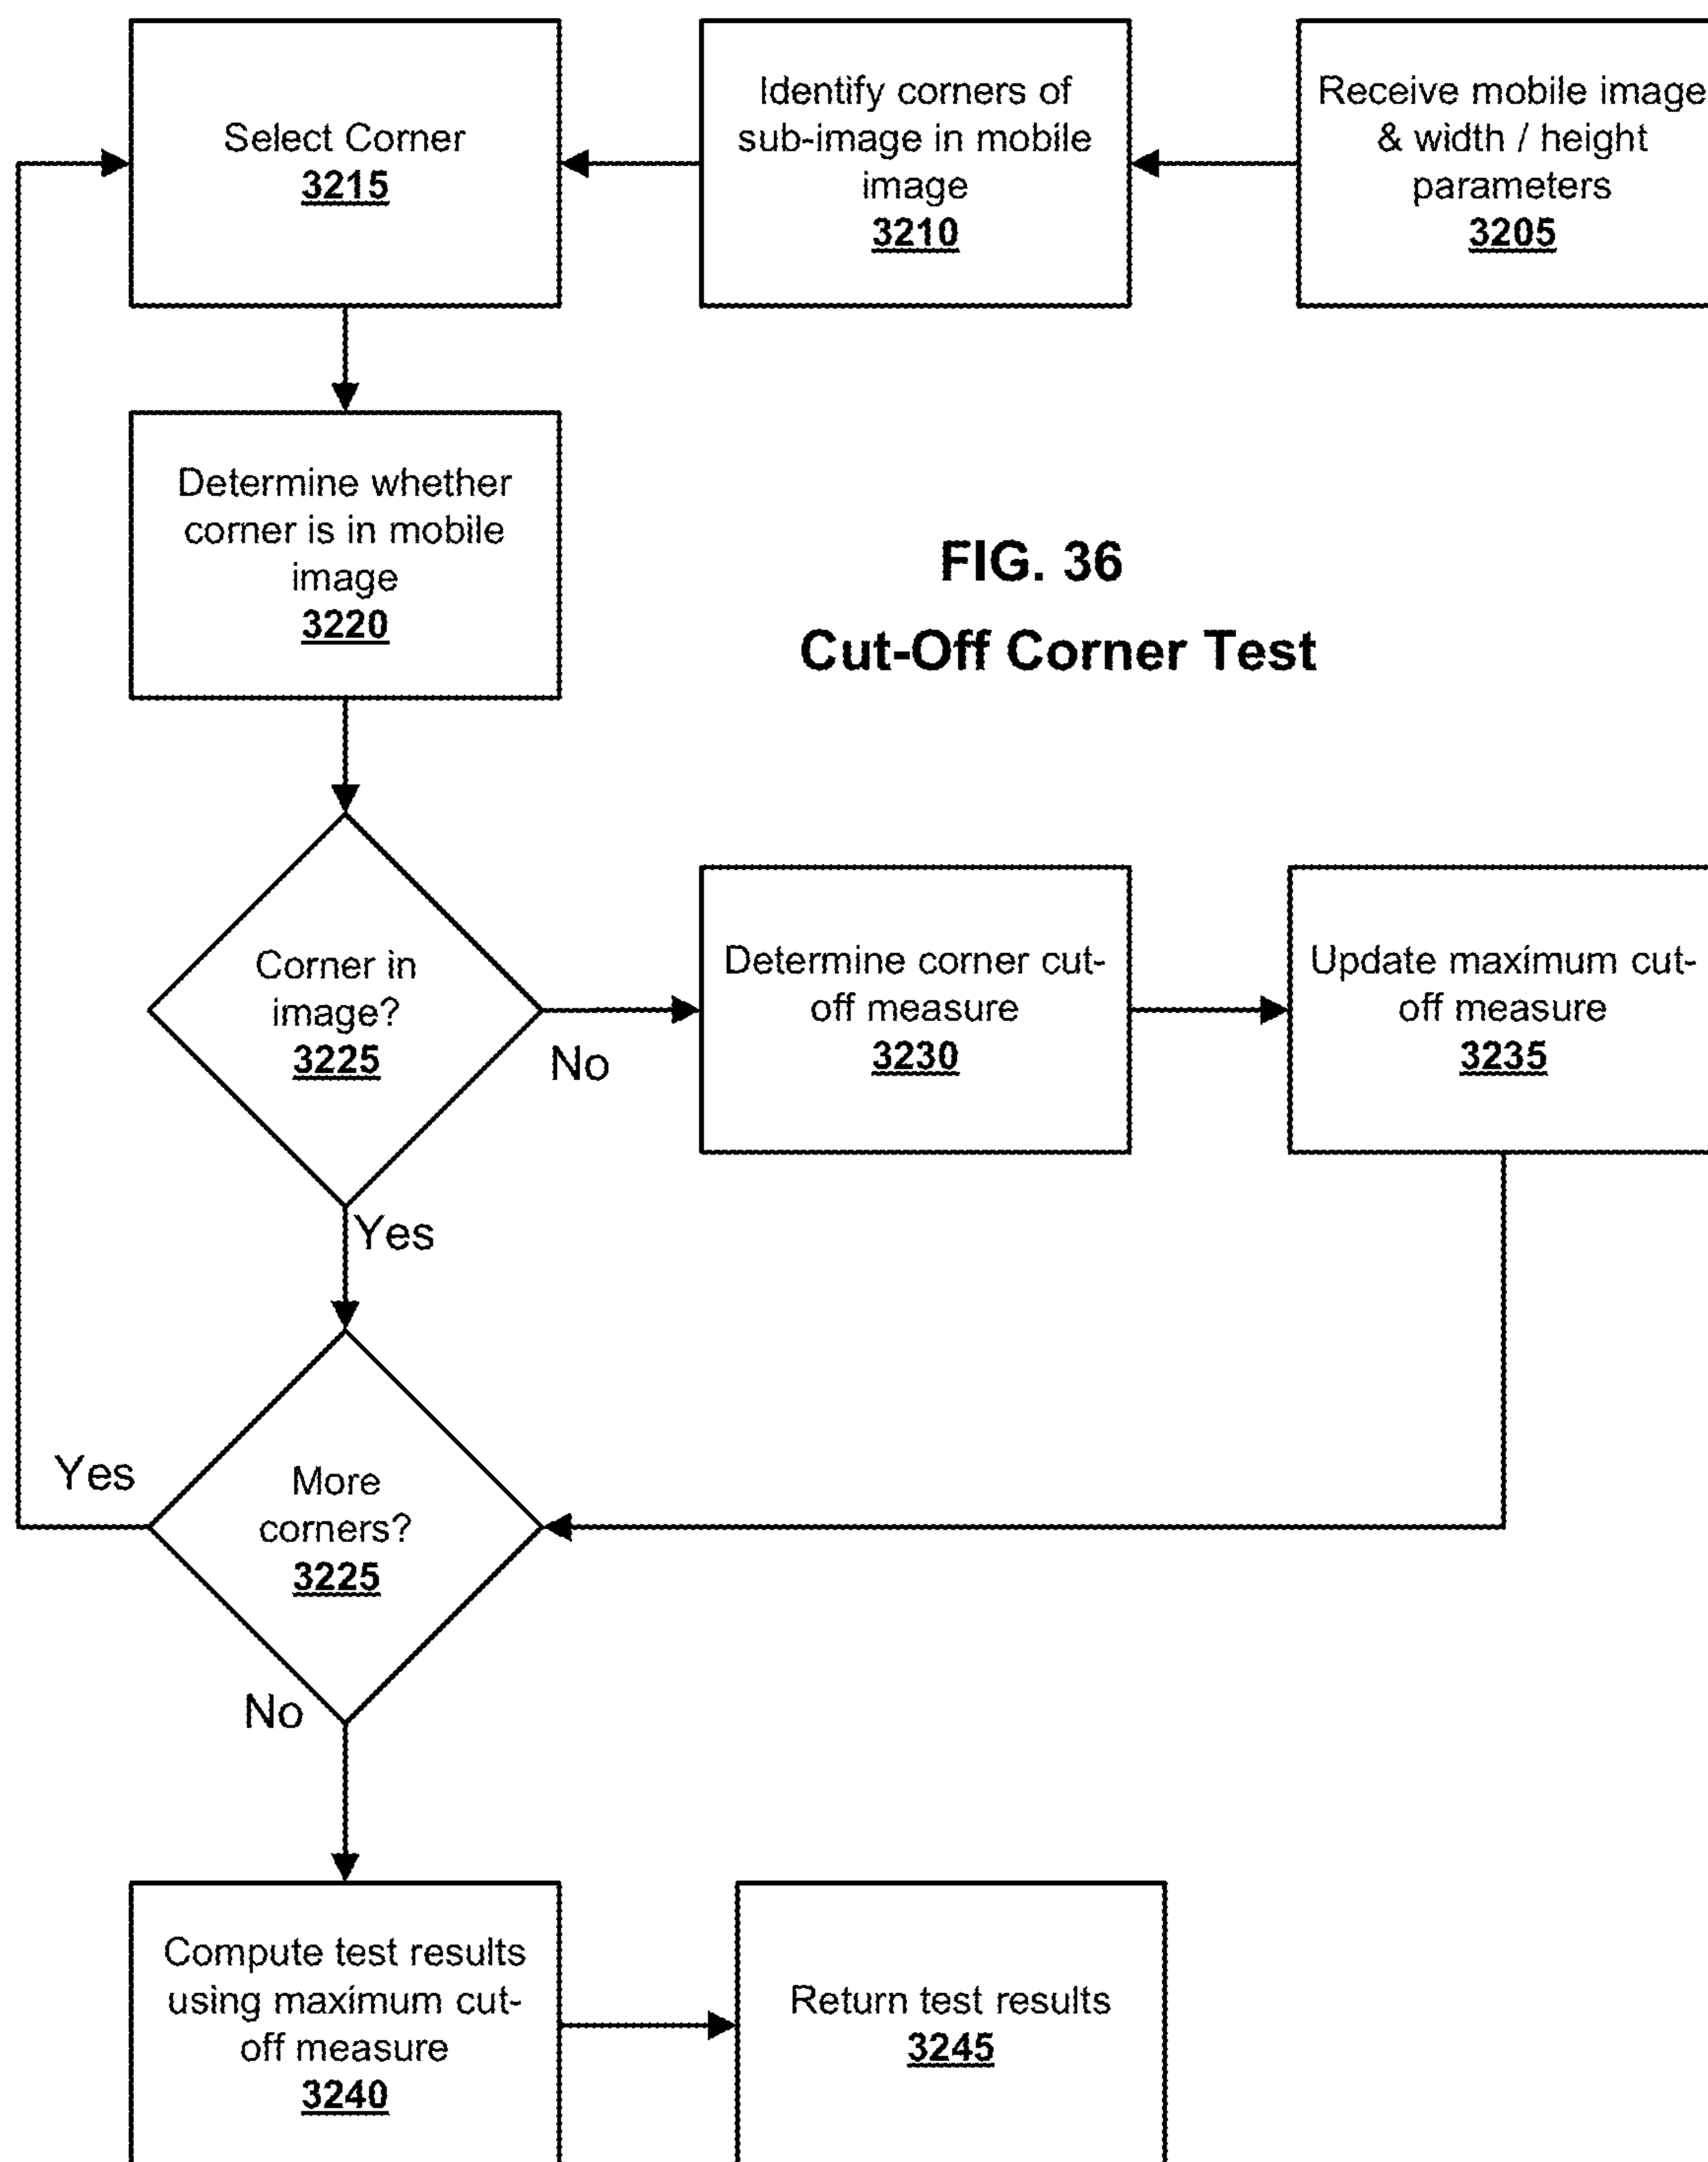 Select Corner
3215
Identify corners of
sub-image in mobile
image
3210
Receive mobile image
& width / height
parameters
3205
Determine whether
corner is in mobile
image
3220
FIG. 36
Cut-Off Corner Test
Corner in
image?
3225
No
Yes
Determine corner cut-
off measure
3230
Update maximum cut-
off measure
3235
More
corners?
3225
Yes
No
Compute test results
using maximum cut-
off measure
3240
Return test results
3245